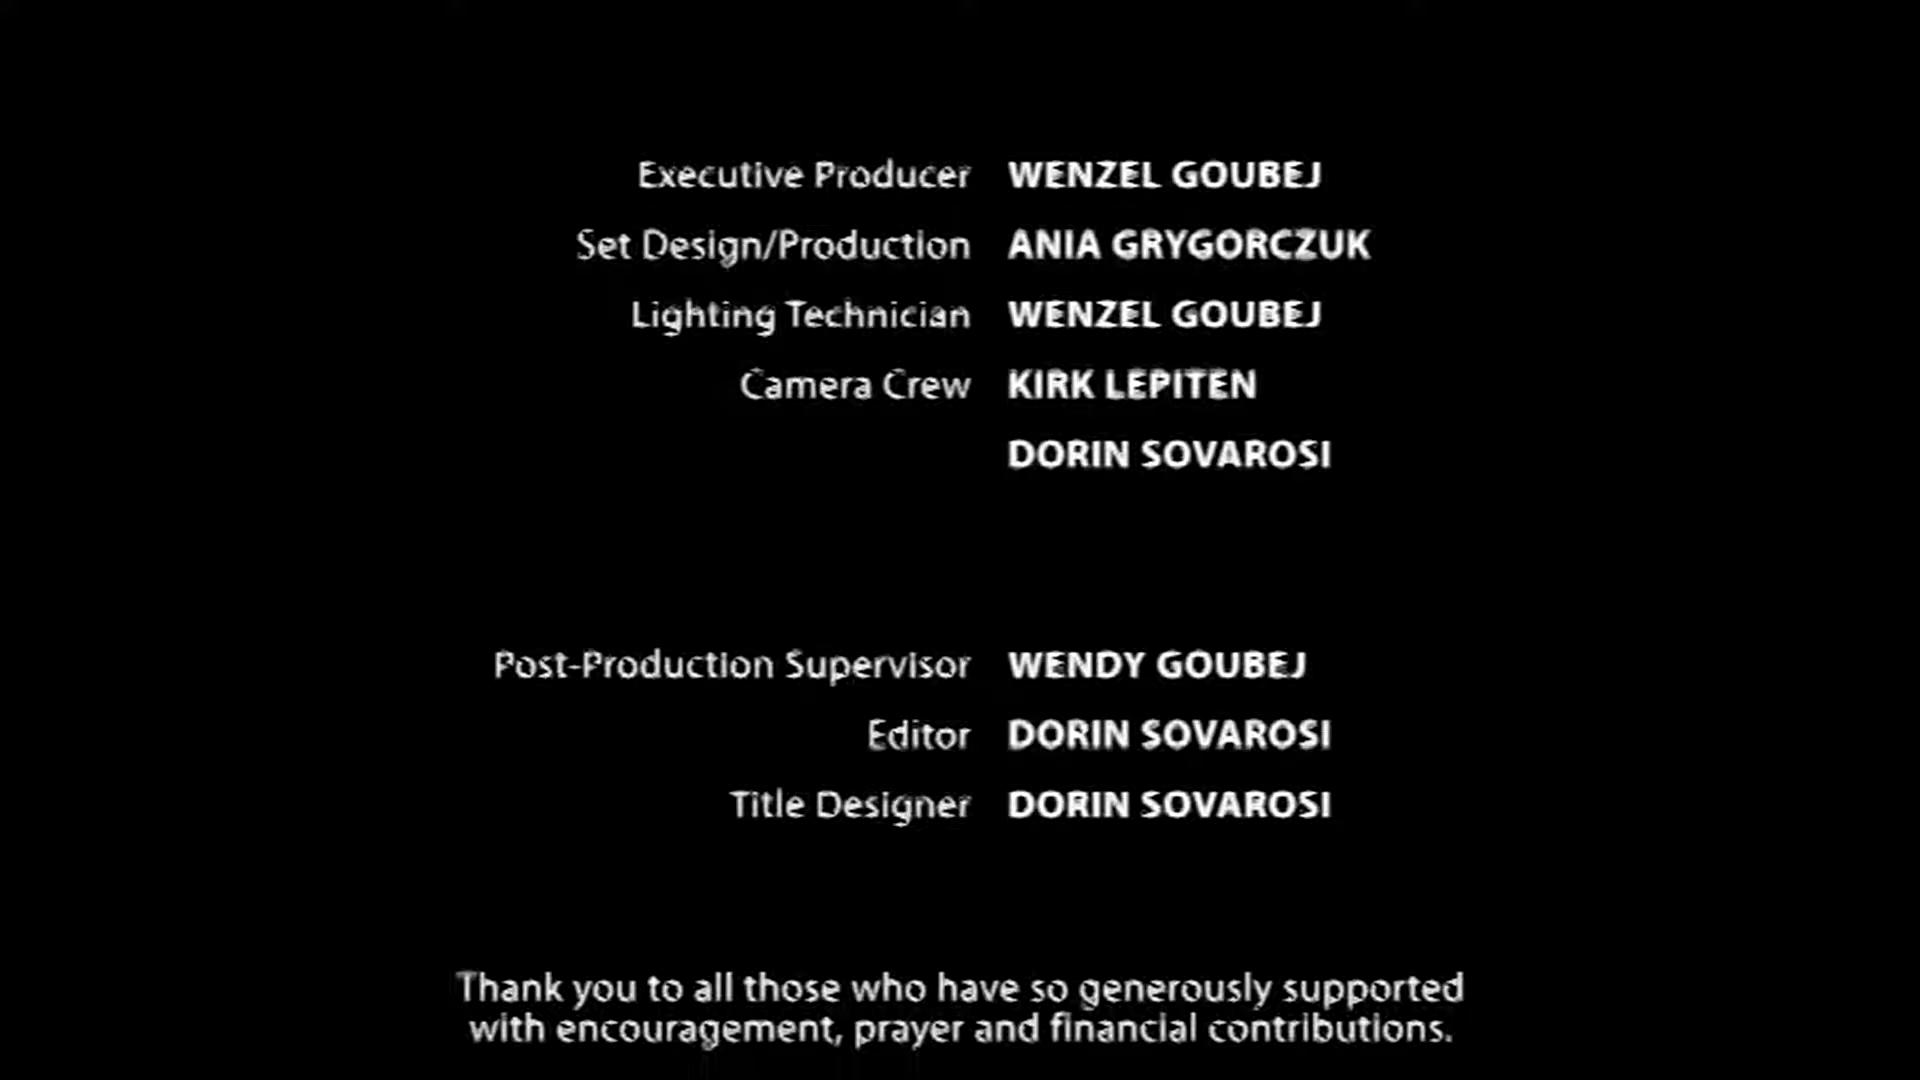 Executive Producer WENZEL GOUBEJ
Set Design/Production ANIA GRYGORCZUK
Lighting Technician WENZEL GOUBEJ
Camera Crew KIRK LEPITEN
DORIN SOVAROSI
Post-Production Supervisor WENDY GOUBEJ
Editor DORIN SOVAROSI
Title Designer DORIN SOVAROSI
Thank you to all those who have so generously supported
with encouragement, prayer and financial contributions.